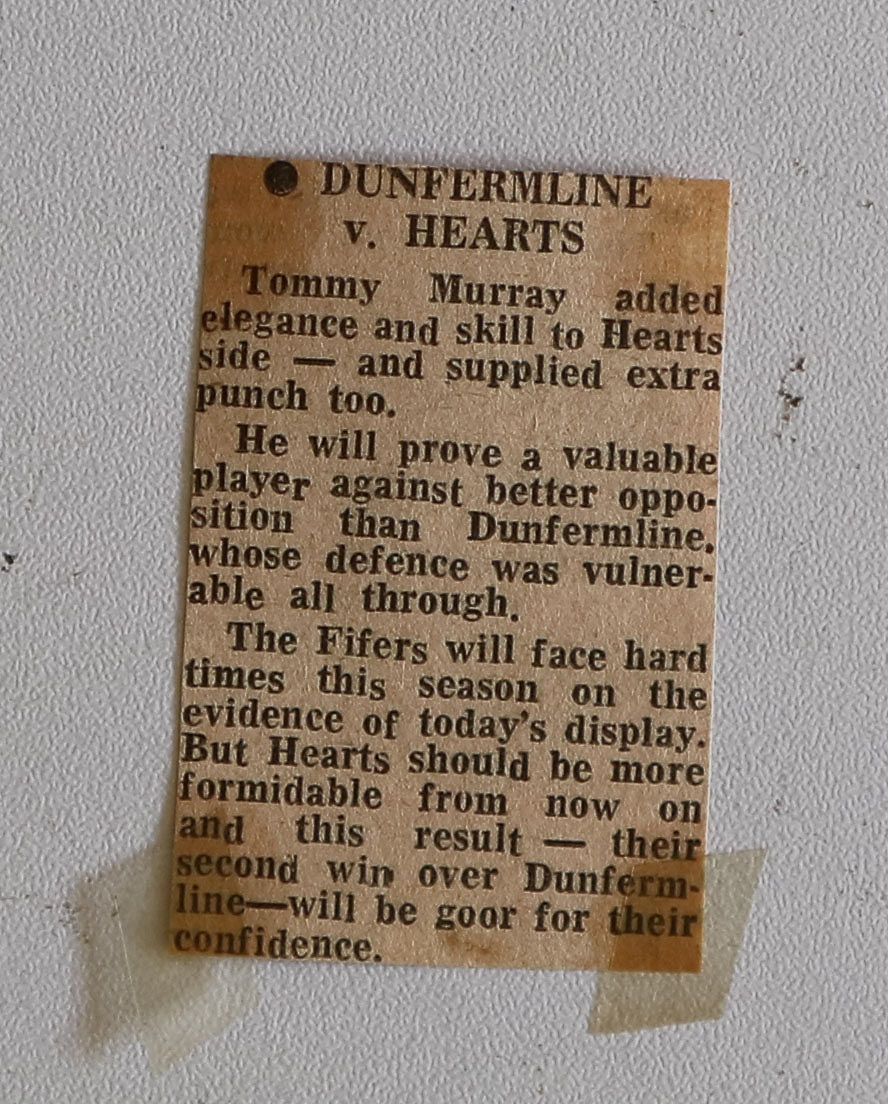 ● DUNFERMLINE
v. HEARTS
Tommy Murray added
elegance and skill to Hearts
side — and supplied extra
punch too.
He will prove a valuable
player against better oppo-
sition than Dunfermline.
whose defence was vulner-
able all through.
The Fifers will face hard
times this season on the
evidence of today's display.
But Hearts should be more
formidable from now on
and this result — their
second win over Dunferm-
line—will be goor for their
confidence.